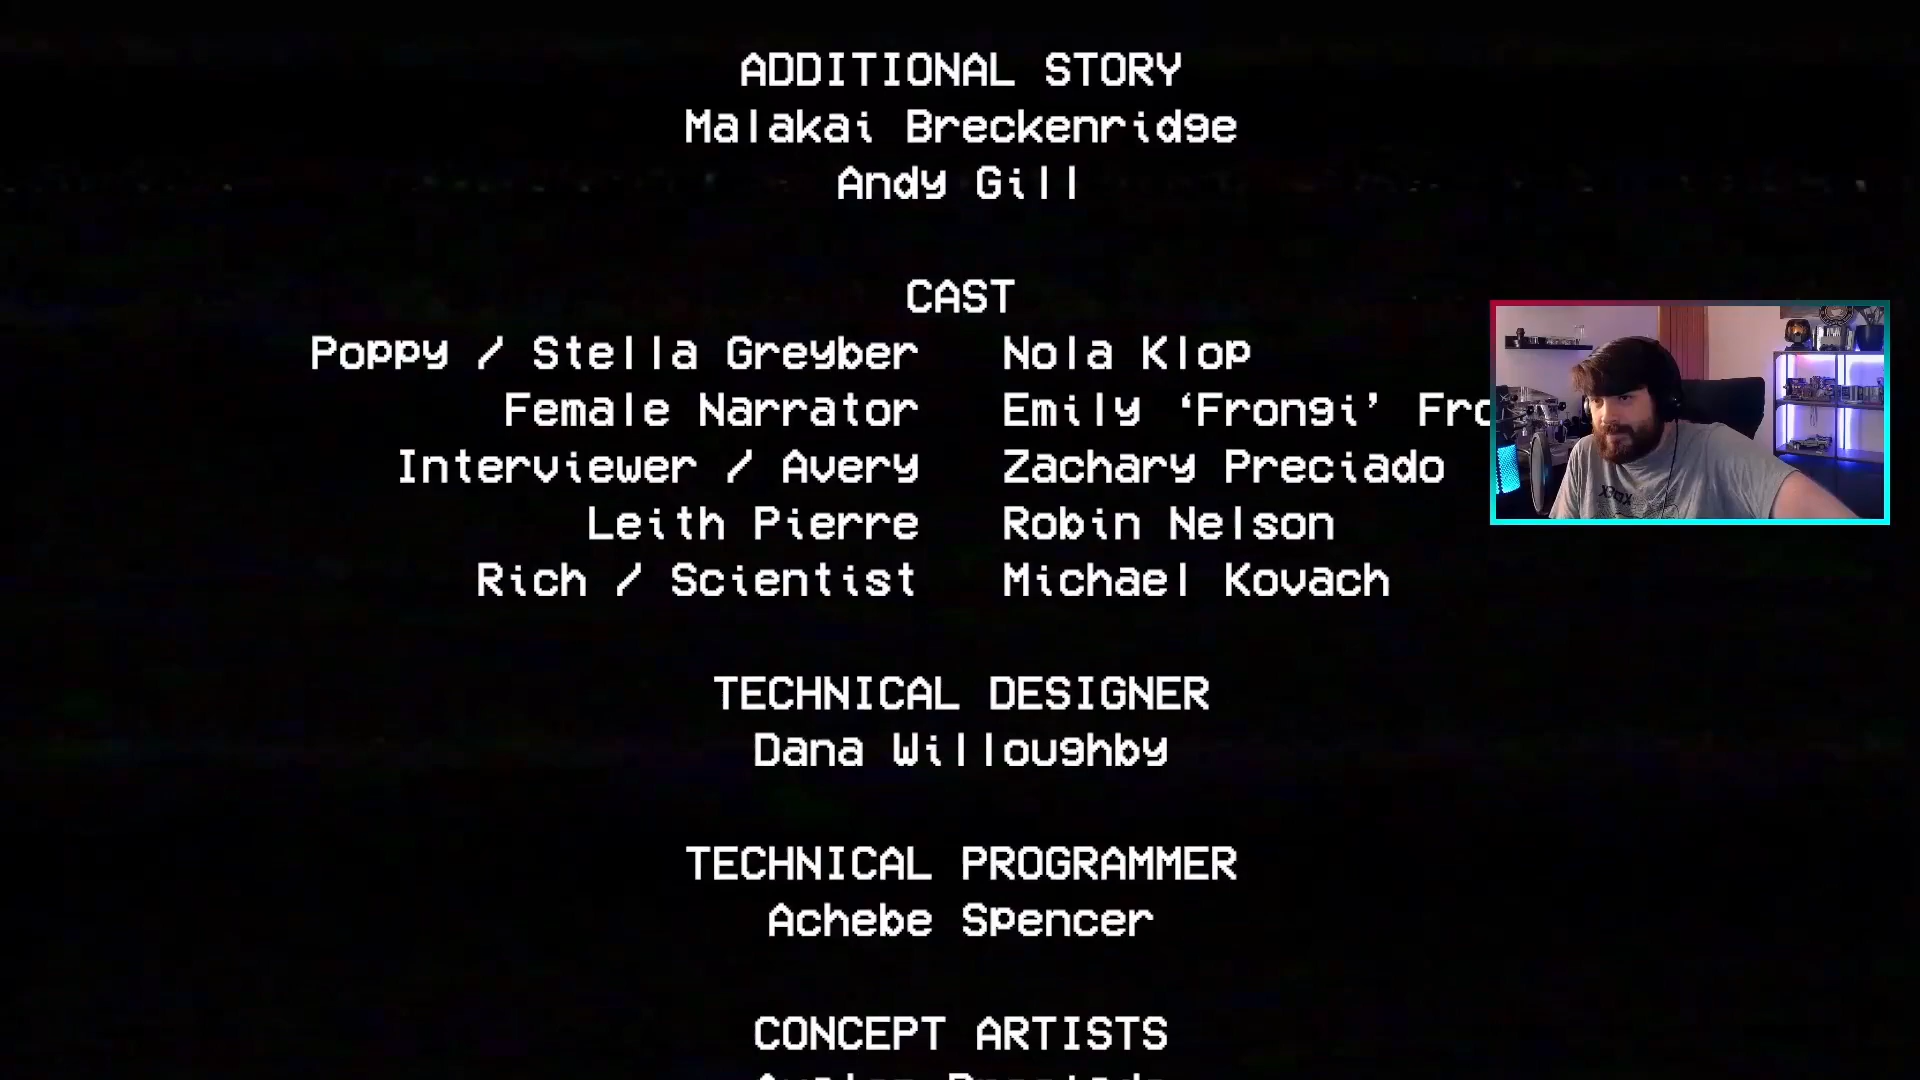 ADDITIONAL STORY
Malakai Breckenridge
Andy Gill
CAST
Poppy / Stella Greyber Nola Klop
Female Narrator Emily ‘Frongi’
Interviewer / Avery Zachary Preciado
Leith Pierre Robin Nelson
Rich / Scientist Michael Kovach
TECHNICAL DESIGNER
Dana Willoughby
TECHNICAL PROGRAMMER
Achebe Spencer
CONCEPT ARTISTS